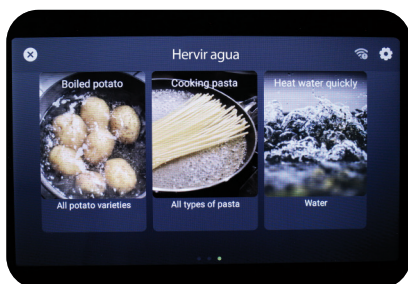 Hervir agua
Boiled potato
All potato varieties
Cooking pasta
All types of pasta
Heat water quickly
Water